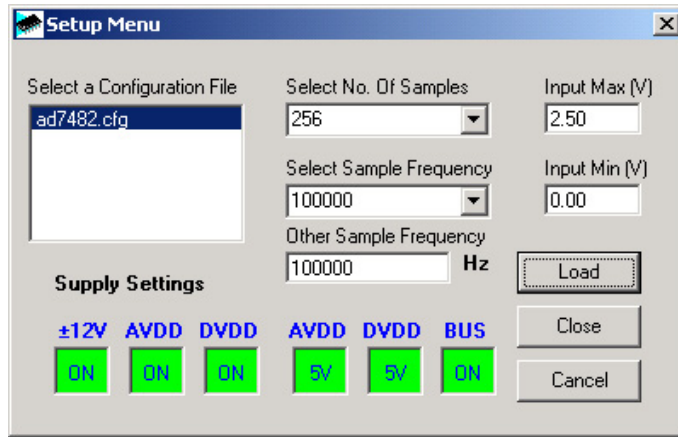 Setup Menu
Select a Configuration File
ad7482.cfg
Select No. Of Samples
256
Input Max (V)
2.50
Select Sample Frequency
100000
Input Min (V)
0.00
Other Sample Frequency
100000 Hz
Load
Close
Cancel
Supply Settings
±12V AVDD DVDD AVDD DVDD BUS
ON ON ON 5V 5V ON